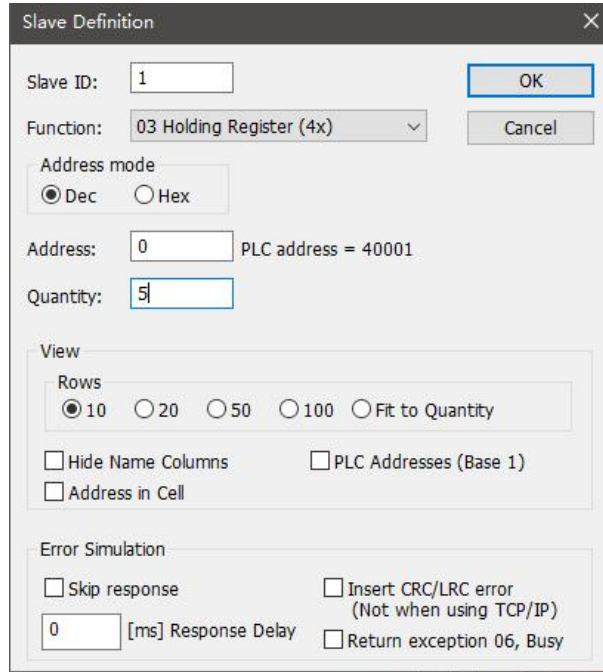 Slave Definition
Slave ID: 1
OK
Function: 03 Holding Register (4x)
Cancel
Address mode
Dec Hex
Address: 0 PLC address = 40001
Quantity: 5
View
Rows
10 20 50 100 Fit to Quantity
Hide Name Columns PLC Addresses (Base 1)
Address in Cell
Error Simulation
Skip response Insert CRC/LRC error
(Not when using TCP/IP)
0 [ms] Response Delay
Return exception 06, Busy